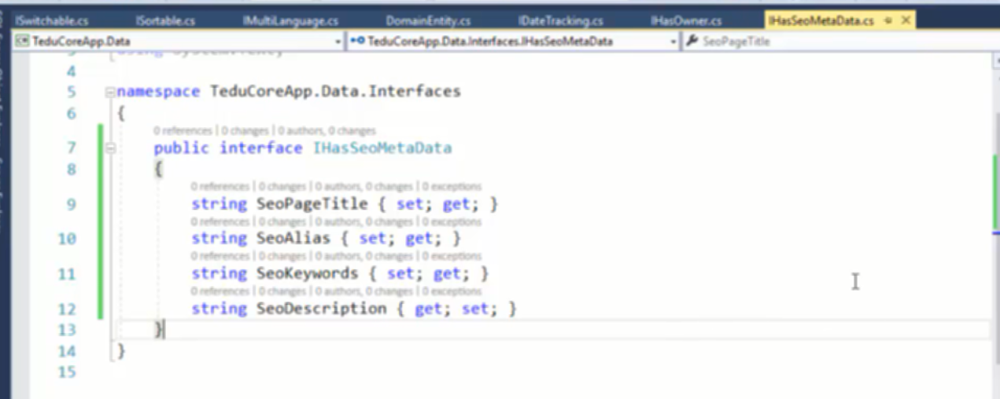 ISwitchable.cs ISortable.cs IMultiLanguage.cs DomainEntity.cs IDateTracking.cs IHasOwner.cs IHasSeoMetaData.cs
TeduCoreApp.Data TeduCoreApp.Data.Interfaces.IHasSeoMetaData SeoPageTitle
3 using System.Text;
4
5 namespace TeduCoreApp.Data.Interfaces
6 {
0 references | 0 changes | 0 authors, 0 changes
7 public interface IHasSeoMetaData
8 {
0 references | 0 changes | 0 authors, 0 changes | 0 exceptions
9 string SeoPageTitle { set; get; }
0 references | 0 changes | 0 authors, 0 changes | 0 exceptions
10 string SeoAlias { set; get; }
0 references | 0 changes | 0 authors, 0 changes | 0 exceptions
11 string SeoKeywords { set; get; }
0 references | 0 changes | 0 authors, 0 changes | 0 exceptions
12 string SeoDescription { get; set; }
13 }
14 }
15